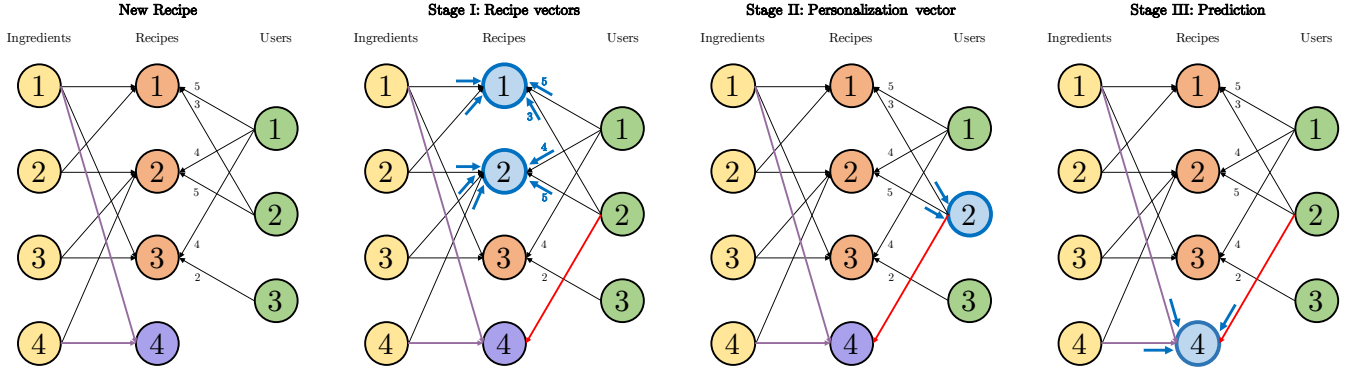 New Recipe
Ingredients Recipes Users
1 1 5
3
1
2 2 4
5
2
3 3 4
2
3
4 4
Stage I: Recipe vectors
Ingredients Recipes Users
1 1 5
3
1
2 2 4
5
2
3 3 4
2
3
4 4
Stage II: Personalization vector
Ingredients Recipes Users
1 1 5
3
1
2 2 4
5
2
3 3 4
2
3
4 4
Stage III: Prediction
Ingredients Recipes Users
1 1 5
3
1
2 2 4
5
2
3 3 4
2
3
4 4